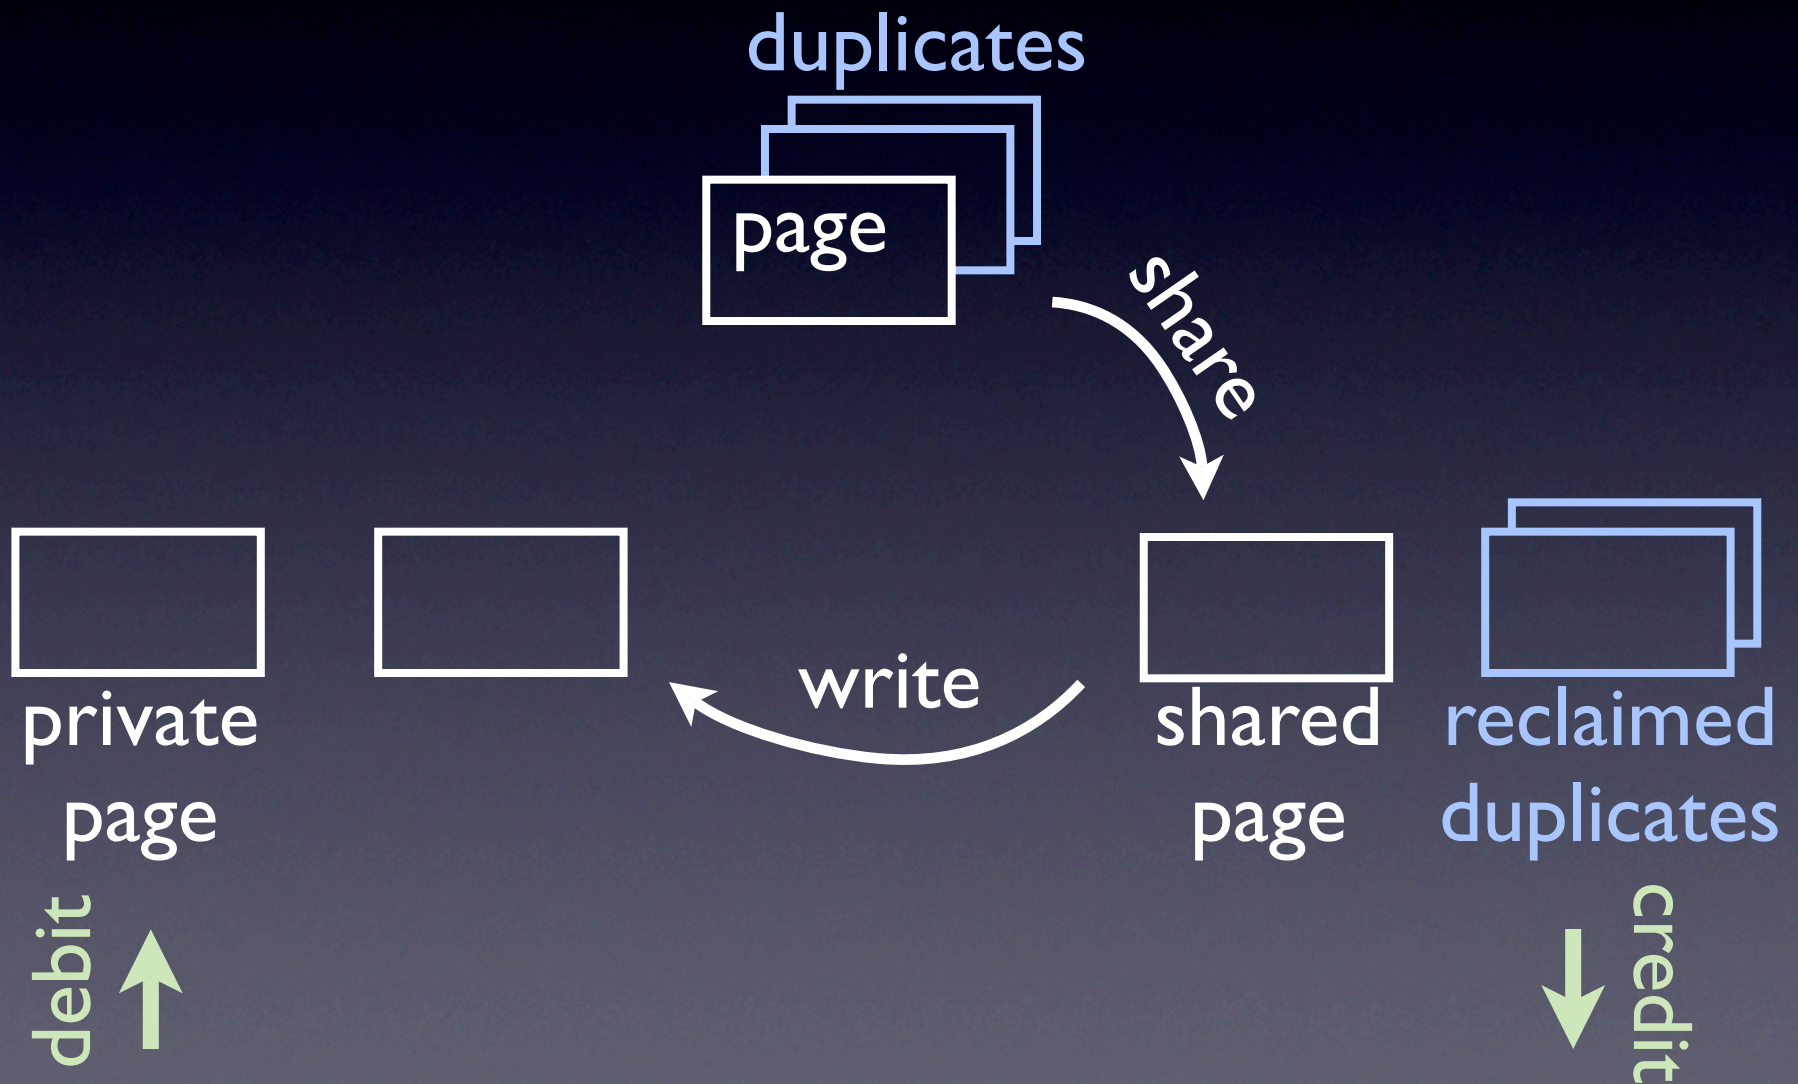 duplicates
page
share
write
private
page
shared
page
reclaimed
duplicates
debit
credit